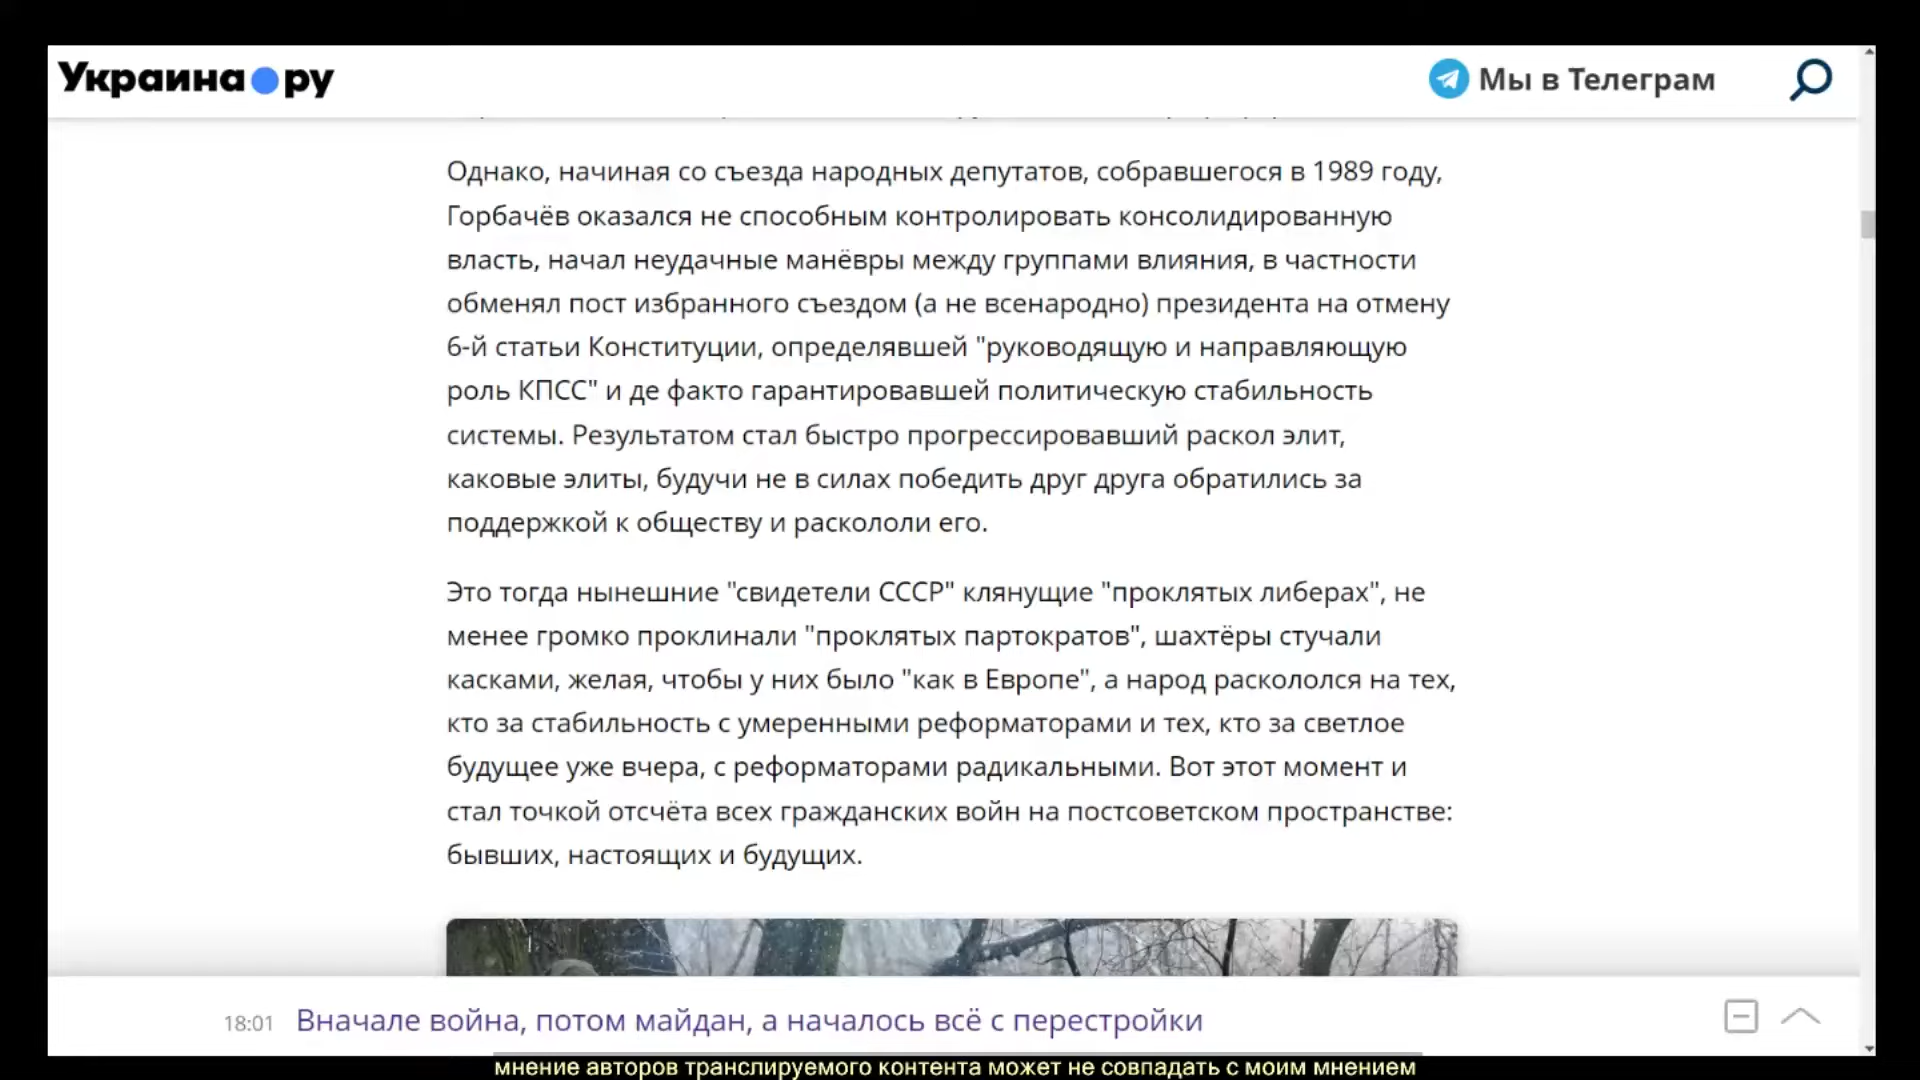 Украина.ру
Мы в Телеграм
Однако, начиная со съезда народных депутатов, собравшегося в 1989 году,
Горбачёв оказался не способным контролировать консолидированную
власть, начал неудачные манёвры между группами влияния, в частности
обменял пост избранного съездом (а не всенародно) президента на отмену
6-й статьи Конституции, определявшей "руководящую и направляющую
роль КПСС" и де факто гарантировавшей политическую стабильность
системы. Результатом стал быстро прогрессировавший раскол элит,
каковые элиты, будучи не в силах победить друг друга обратились за
поддержкой к обществу и раскололи его.
Это тогда нынешние "свидетели СССР" клянущие "проклятых либерах", не
менее громко проклинали "проклятых партократов", шахтёры стучали
касками, желая, чтобы у них было "как в Европе", а народ раскололся на тех,
кто за стабильность с умеренными реформаторами и тех, кто за светлое
будущее уже вчера, с реформаторами радикальными. Вот этот момент и
стал точкой отсчёта всех гражданских войн на постсоветском пространстве:
бывших, настоящих и будущих.
18:01 Вначале война, потом майдан, а началось всё с перестройки
мнение авторов транслируемого контента может не совпадать с моим мнением